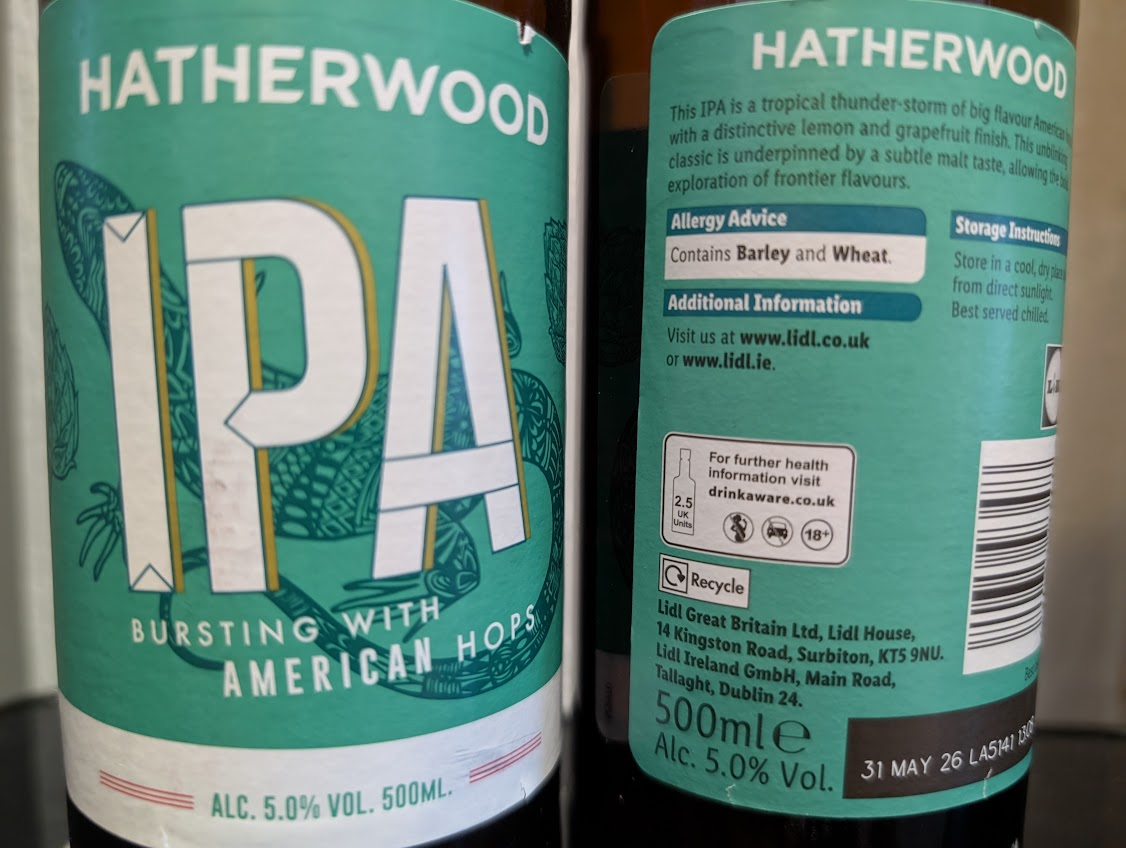 HATHERWOOD
IPA
BURSTING WITH
AMERICAN HOPS
ALC. 5.0% VOL. 500ML.
HATHERWOOD
This IPA is a tropical thunder-storm of big flavour American
with a distinctive lemon and grapefruit finish. This unblinking
classic is underpinned by a subtle malt taste, allowing the
exploration of frontier flavours.
Allergy Advice
Contains Barley and Wheat.
Additional Information
Visit us at www.lidl.co.uk
or www.lidl.ie.
Storage Instructions
Store in a cool, dry place
from direct sunlight.
Best served chilled.
For further health
information visit
drinkaware.co.uk
2.5
UK
Units
18+
Recycle
Lidl Great Britain Ltd, Lidl House,
14 Kingston Road, Surbiton, KT5 9NU.
Lidl Ireland GmbH, Main Road,
Tallaght, Dublin 24.
500ml e
Alc. 5.0% Vol.
Best
31 MAY 26 LA5141 13:0